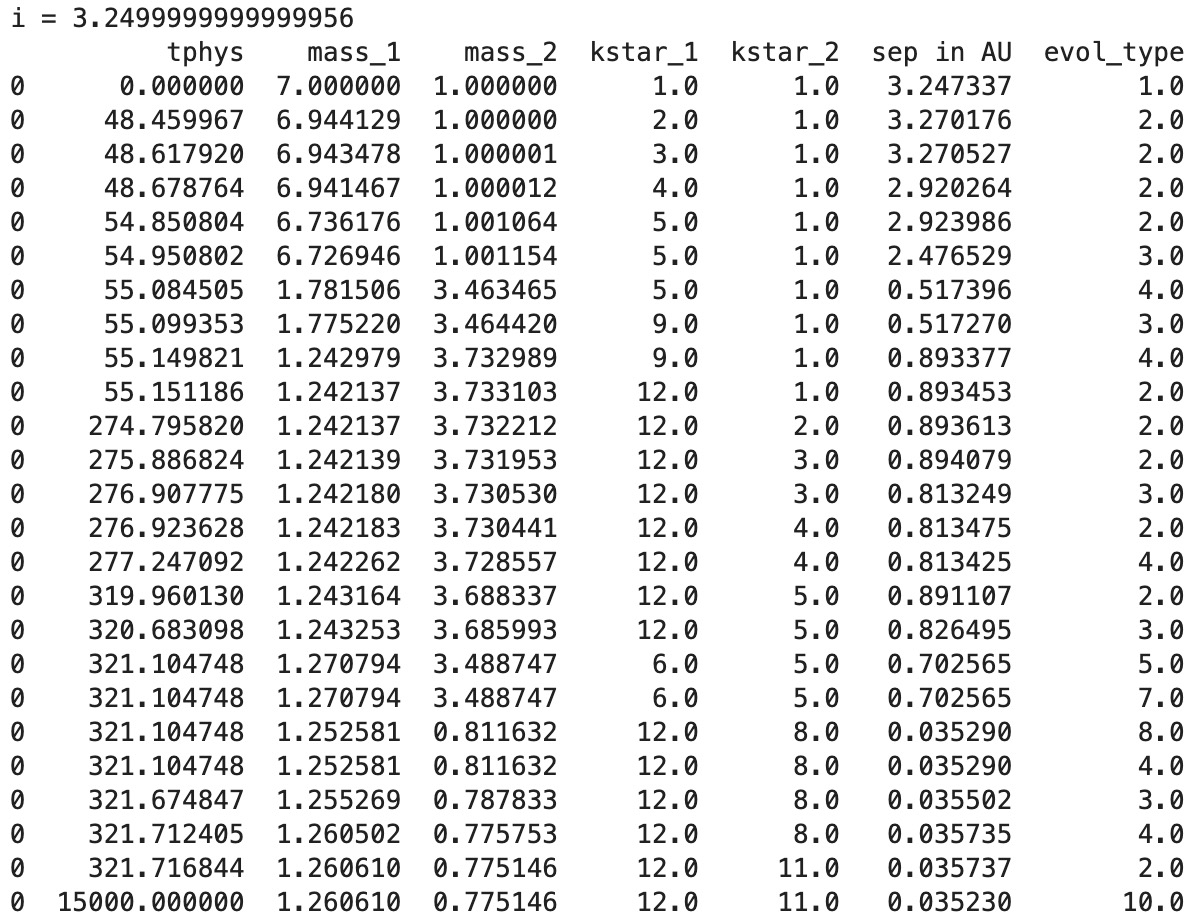 i = 3.2499999999999956
tphys mass_1 mass_2 kstar_1 kstar_2 sep in AU evol_type
0 0.000000 7.000000 1.000000 1.0 1.0 3.247337 1.0
0 48.459967 6.944129 1.000000 2.0 1.0 3.270176 2.0
0 48.617920 6.943478 1.000001 3.0 1.0 3.270527 2.0
0 48.678764 6.941467 1.000012 4.0 1.0 2.920264 2.0
0 54.850804 6.736176 1.001064 5.0 1.0 2.923986 2.0
0 54.950802 6.726946 1.001154 5.0 1.0 2.476529 3.0
0 55.084505 1.781506 3.463465 5.0 1.0 0.517396 4.0
0 55.099353 1.775220 3.464420 9.0 1.0 0.517270 3.0
0 55.149821 1.242979 3.732989 9.0 1.0 0.893377 4.0
0 55.151186 1.242137 3.733103 12.0 1.0 0.893453 2.0
0 274.795820 1.242137 3.732212 12.0 2.0 0.893613 2.0
0 275.886824 1.242139 3.731953 12.0 3.0 0.894079 2.0
0 276.907775 1.242180 3.730530 12.0 3.0 0.813249 3.0
0 276.923628 1.242183 3.730441 12.0 4.0 0.813475 2.0
0 277.247092 1.242262 3.728557 12.0 4.0 0.813425 4.0
0 319.960130 1.243164 3.688337 12.0 5.0 0.891107 2.0
0 320.683098 1.243253 3.685993 12.0 5.0 0.826495 3.0
0 321.104748 1.270794 3.488747 6.0 5.0 0.702565 5.0
0 321.104748 1.270794 3.488747 6.0 5.0 0.702565 7.0
0 321.104748 1.252581 0.811632 12.0 8.0 0.035290 8.0
0 321.104748 1.252581 0.811632 12.0 8.0 0.035290 4.0
0 321.674847 1.255269 0.787833 12.0 8.0 0.035502 3.0
0 321.712405 1.260502 0.775753 12.0 8.0 0.035735 4.0
0 321.716844 1.260610 0.775146 12.0 11.0 0.035737 2.0
0 15000.000000 1.260610 0.775146 12.0 11.0 0.035230 10.0